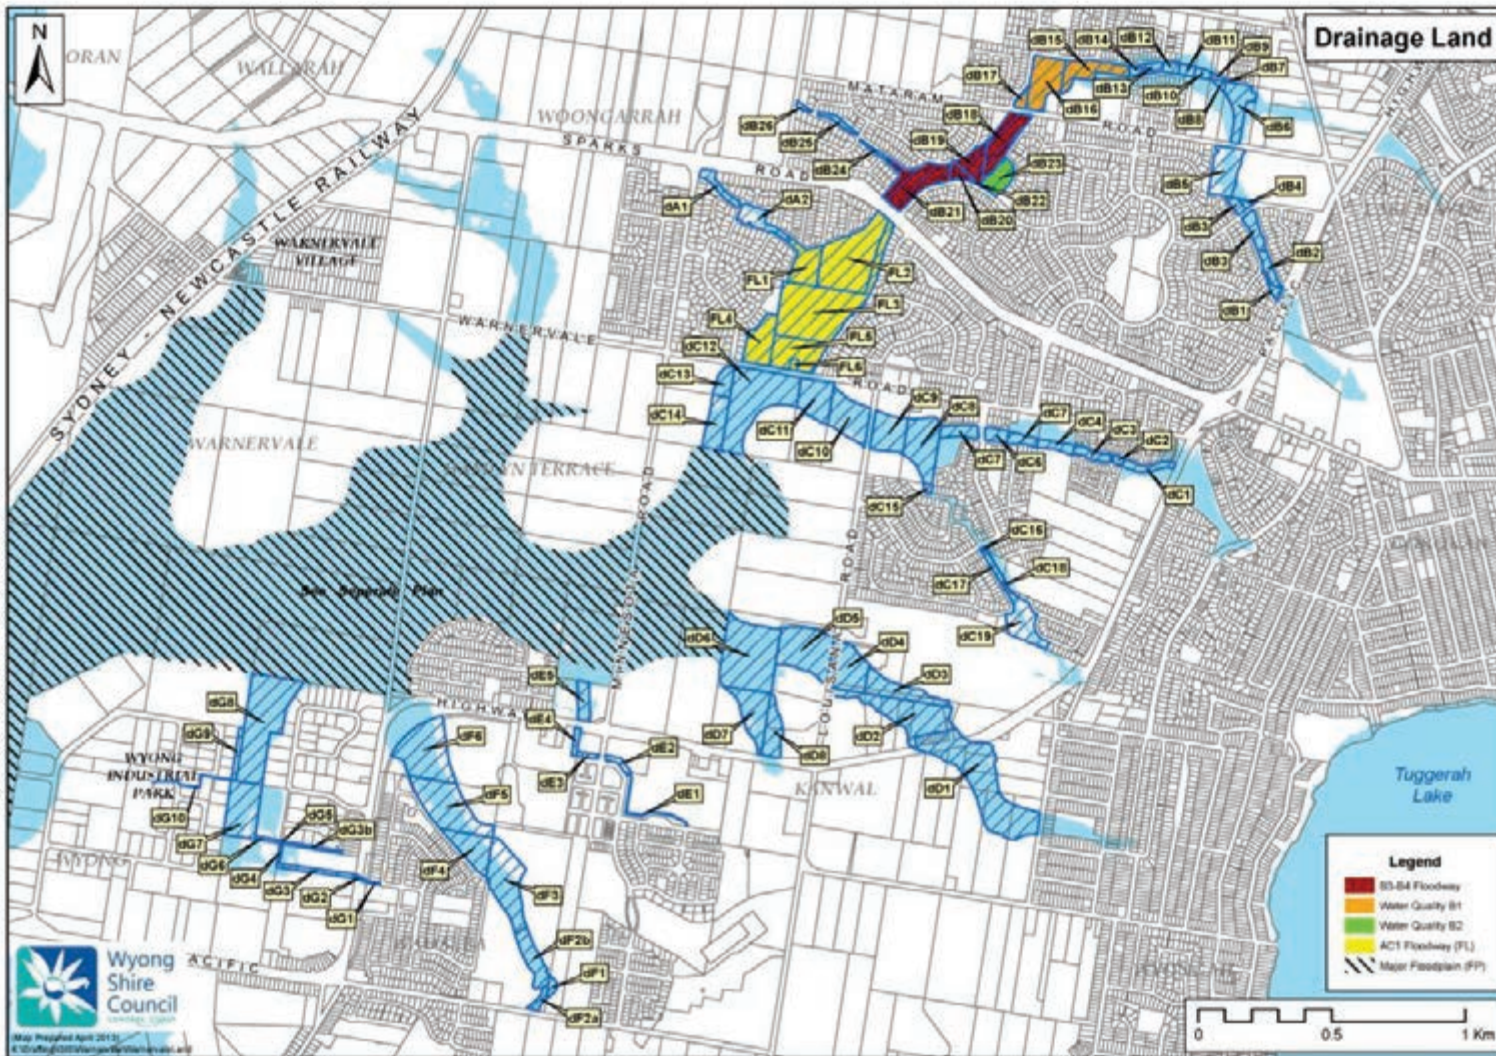 N
Drainage Land
ORAN
WALLARAH
WOONGARRAH
SPARKS
ROAD
MATARAM
ROAD
SYDNEY - NEWCASTLE RAILWAY
dB15
dB14
dB12
dB11
dB9
dB7
dB17
dB13
dB10
dB16
dB8
dB6
dB18
dB26
dB25
dB19
dB24
dB23
dB22
dB21
dB20
dB5
dB4
dB3
dB3
dB2
dB1
dA1
dA2
WARNERVALE
VILLAGE
FL1
FL2
FL3
FL4
FL5
FL6
WARNERVALE
ROAD
PACIFIC
dC12
dC13
dC14
dC11
dC10
dC9
dC8
dC7
dC4
dC3
dC2
dC7
dC6
dC1
dC15
dC16
dC17
dC18
dC19
WARNERVALE
TERRACE
MINNESOTA ROAD
ROAD
LOUISIANA
See Seperate Plan
dD6
dD5
dD4
dD3
dD7
dD8
dD2
dD1
KANWAL
HIGHWAY
dE5
dE4
dE2
dE3
dE1
dG8
dG9
WYONG
INDUSTRIAL
PARK
dG10
dG7
dG5
dG3b
dG6
dG4
dG3
dG2
dG1
WYONG
dF6
dF5
dF4
dF3
dF2b
dF1
dF2a
Tuggerah
Lake
Legend
B3-B4 Floodway
Water Quality B1
Water Quality B2
AC1 Floodway (FL)
Major Floodplain (FP)
Wyong
Shire
Council
ACIFIC
0 0.5 1 Km